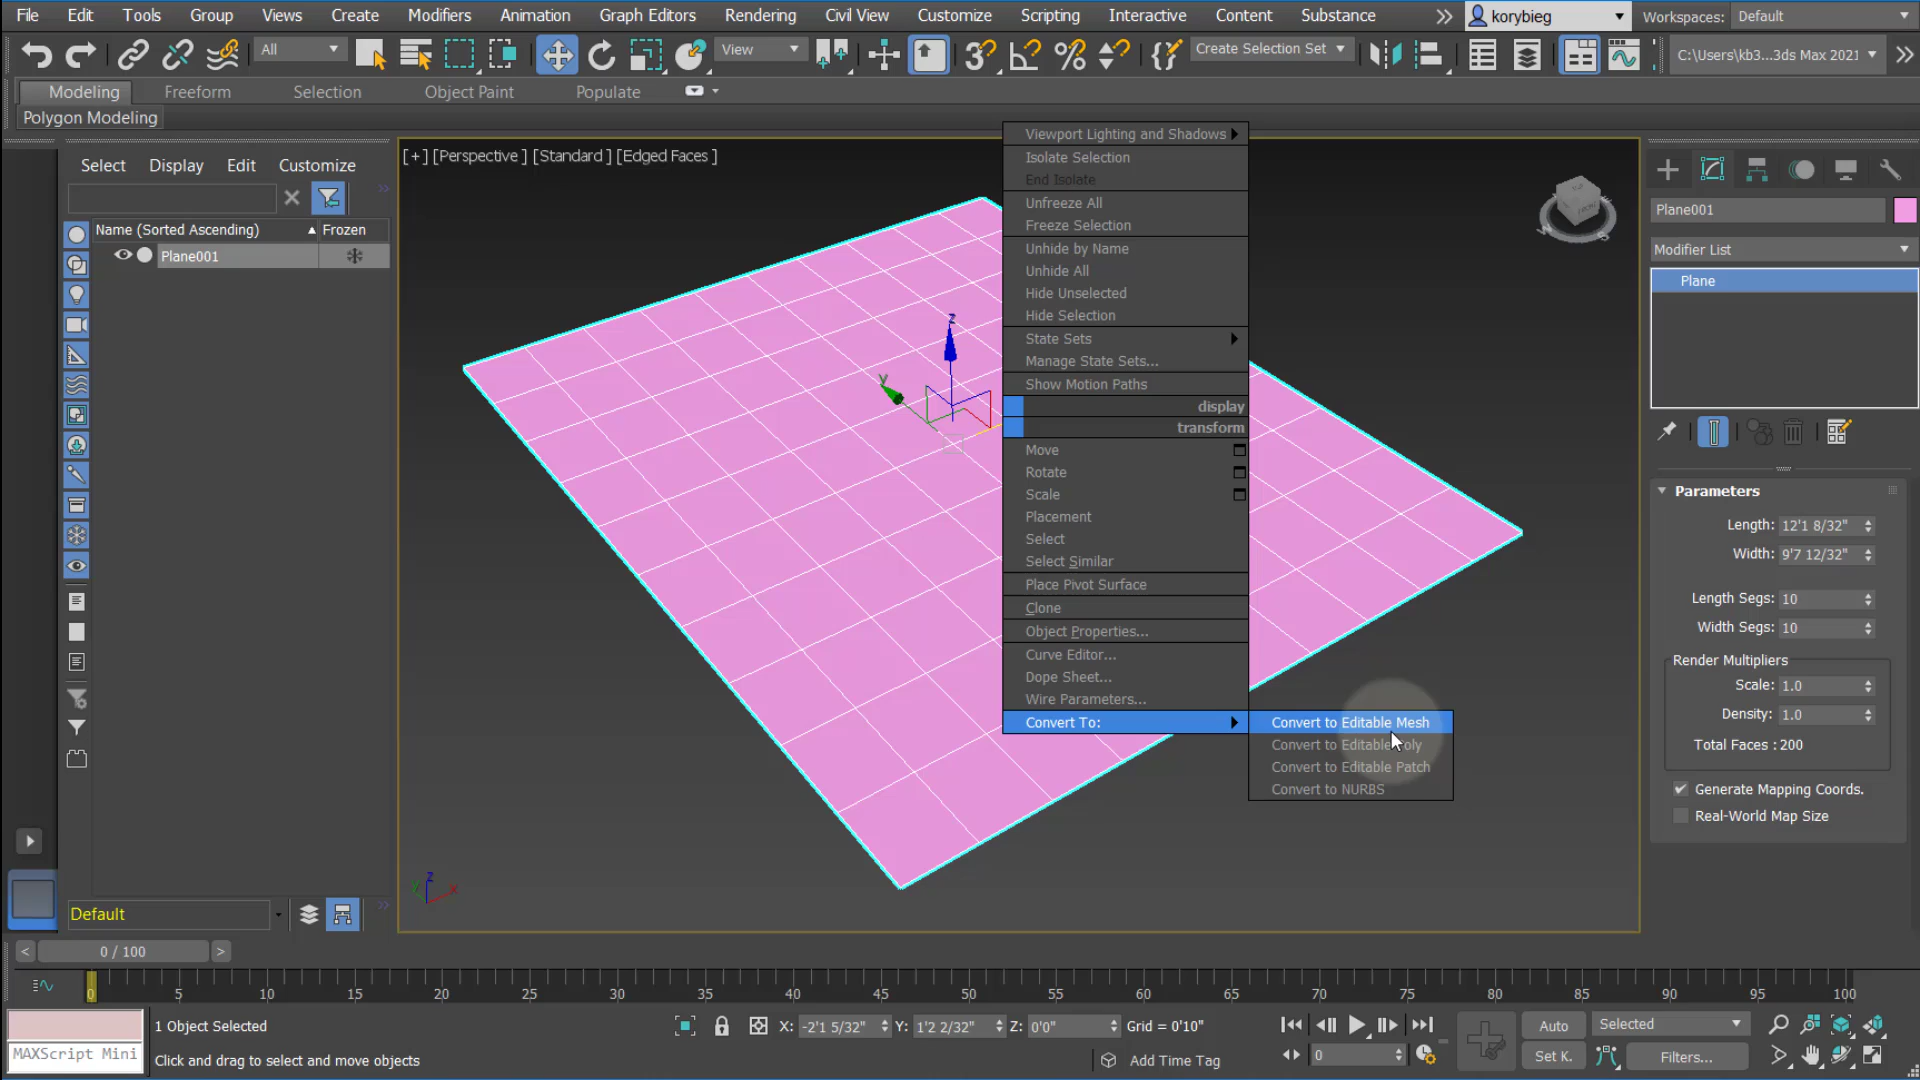 File Edit Tools Group Views Create Modifiers Animation Graph Editors Rendering Civil View Customize Scripting Interactive Content Substance korybieg Workspaces: Default
All View Create Selection Set C:\Users\kb3...3ds Max 2021
Modeling Freeform Selection Object Paint Populate
Polygon Modeling
Select Display Edit Customize
Name (Sorted Ascending) Frozen
Plane001
[+] [Perspective] [Standard] [Edged Faces]
z
y
Viewport Lighting and Shadows
Isolate Selection
End Isolate
Unfreeze All
Freeze Selection
Unhide by Name
Unhide All
Hide Unselected
Hide Selection
State Sets
Manage State Sets...
Show Motion Paths
display
transform
Move
Rotate
Scale
Placement
Select
Select Similar
Place Pivot Surface
Clone
Object Properties...
Curve Editor...
Dope Sheet...
Wire Parameters...
Convert To:
Convert to Editable Mesh
Convert to Editable Poly
Convert to Editable Patch
Convert to NURBS
FRONT
W S
Plane001
Modifier List
Plane
Parameters
Length: 12'1 8/32"
Width: 9'7 12/32"
Length Segs: 10
Width Segs: 10
Render Multipliers
Scale: 1.0
Density: 1.0
Total Faces : 200
Generate Mapping Coords.
Real-World Map Size
z
y x
Default
< 0 / 100 >
0 5 10 15 20 25 30 35 40 45 50 55 60 65 70 75 80 85 90 95 100
MAXScript Mini
1 Object Selected
Click and drag to select and move objects
X: -2'1 5/32" Y: 1'2 2/32" Z: 0'0" Grid = 0'10"
Add Time Tag
0
Auto Selected
Set K. Filters...